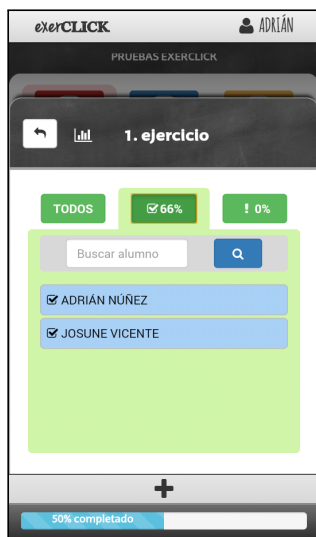 exerCLICK ADRIÁN
PRUEBAS EXERCLICK
1. ejercicio
TODOS 66% ! 0%
Buscar alumno
ADRIÁN NÚÑEZ
JOSUNE VICENTE
50% completado